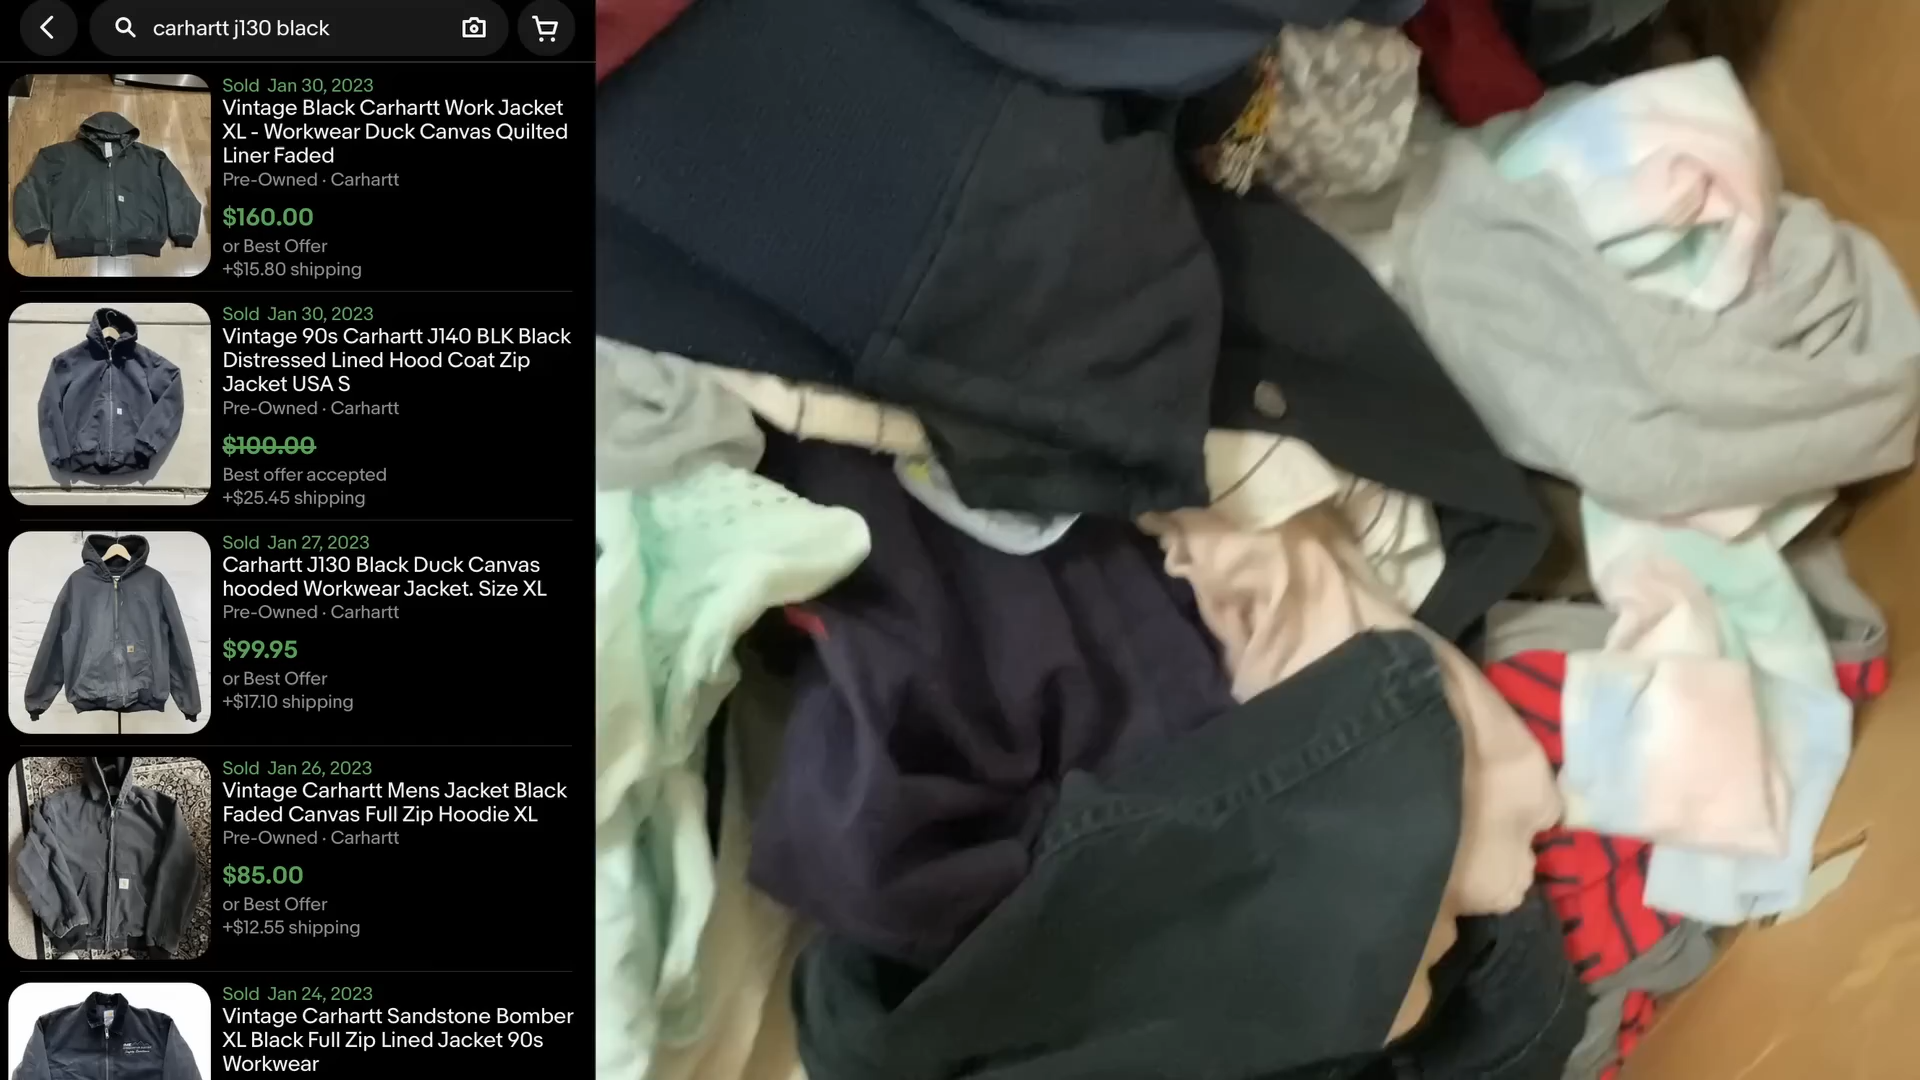 carhartt j130 black
Sold Jan 30, 2023
Vintage Black Carhartt Work Jacket
XL - Workwear Duck Canvas Quilted
Liner Faded
Pre-Owned · Carhartt
$160.00
or Best Offer
+$15.80 shipping
Sold Jan 30, 2023
Vintage 90s Carhartt J140 BLK Black
Distressed Lined Hood Coat Zip
Jacket USA S
Pre-Owned · Carhartt
$100.00
Best offer accepted
+$25.45 shipping
Sold Jan 27, 2023
Carhartt J130 Black Duck Canvas
hooded Workwear Jacket. Size XL
Pre-Owned · Carhartt
$99.95
or Best Offer
+$17.10 shipping
Sold Jan 26, 2023
Vintage Carhartt Mens Jacket Black
Faded Canvas Full Zip Hoodie XL
Pre-Owned · Carhartt
$85.00
or Best Offer
+$12.55 shipping
Sold Jan 24, 2023
Vintage Carhartt Sandstone Bomber
XL Black Full Zip Lined Jacket 90s
Workwear